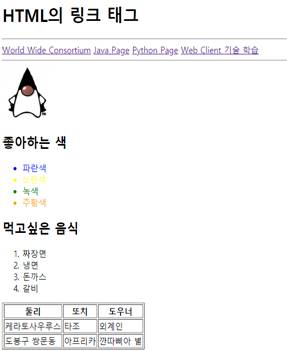 HTML의 링크 태그
World Wide Consortium Java Page Python Page Web Client 기술 학습
좋아하는 색
파란색
노란색
녹색
주황색
먹고싶은 음식
1. 짜장면
2. 냉면
3. 돈까스
4. 갈비
둘리 또치 도우너
케라토사우루스 타조 외계인
도봉구 쌍문동 아프리카 깐따삐아 별